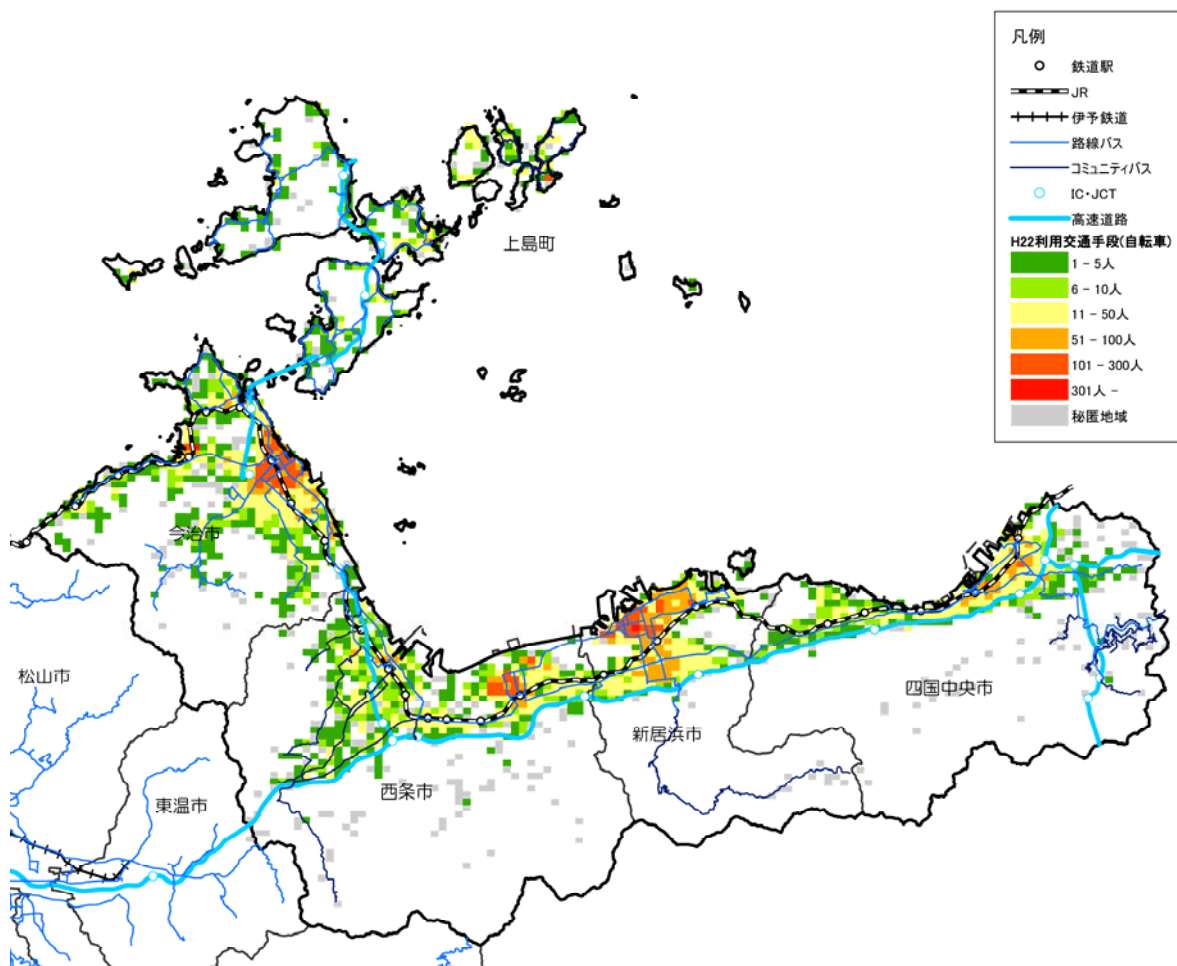 凡例
鉄道駅
JR
伊予鉄道
路線バス
コミュニティバス
IC・JCT
高速道路
H22利用交通手段(自転車)
1 - 5人
6 - 10人
11 - 50人
51 - 100人
101 - 300人
301人 -
秘匿地域
上島町
今治市
松山市
四国中央市
新居浜市
西条市
東温市